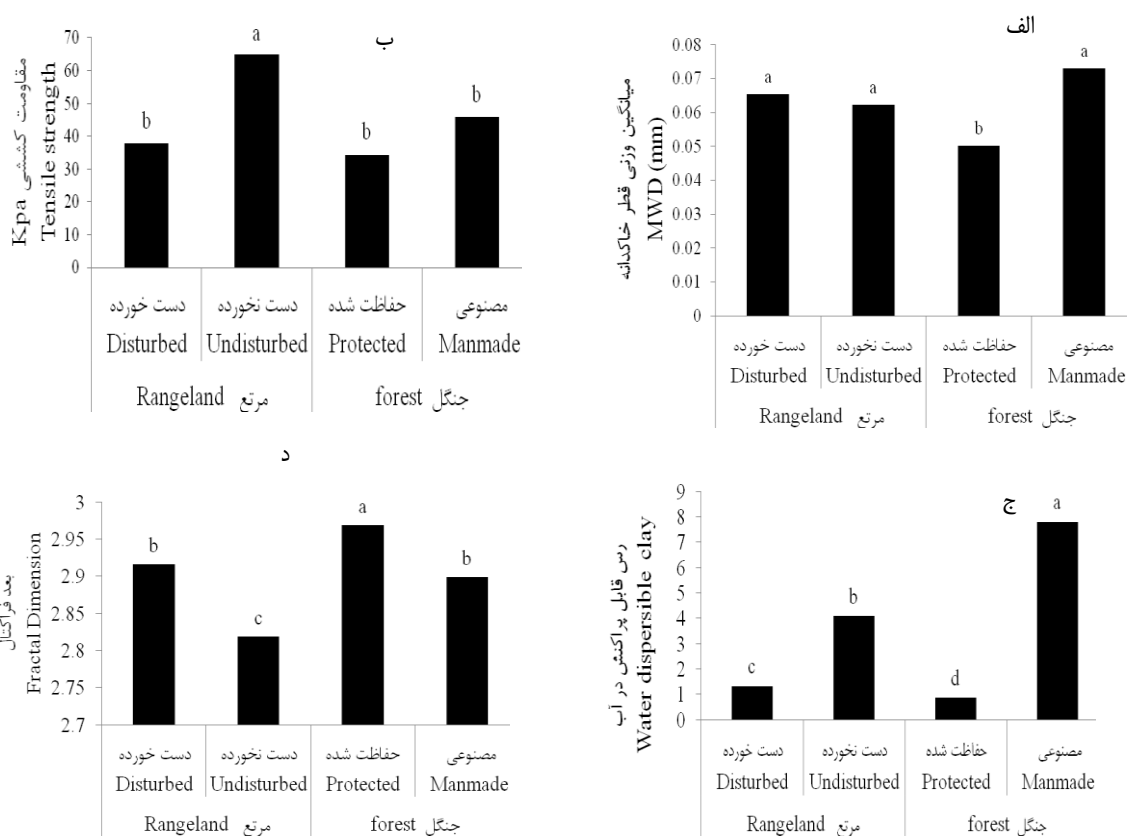 الف
میانگین وزنی قطر خاکدانه
MWD (mm)
0.08
0.07
0.06
0.05
0.04
0.03
0.02
0.01
0
a
a
b
a
دست خورده
دست نخورده
حفاظت شده
مصنوعی
Disturbed
Undisturbed
Protected
Manmade
Rangeland مرتع
forest جنگل
ب
مقاومت کششی Kpa
Tensile strength
70
60
50
40
30
20
10
0
b
a
b
b
دست خورده
دست نخورده
حفاظت شده
مصنوعی
Disturbed
Undisturbed
Protected
Manmade
Rangeland مرتع
forest جنگل
ج
رس قابل پراکنش در آب
Water dispersible clay
9
8
7
6
5
4
3
2
1
0
c
b
d
a
دست خورده
دست نخورده
حفاظت شده
مصنوعی
Disturbed
Undisturbed
Protected
Manmade
Rangeland مرتع
forest جنگل
د
بعد فراکتال
Fractal Dimension
3
2.95
2.9
2.85
2.8
2.75
2.7
b
c
a
b
دست خورده
دست نخورده
حفاظت شده
مصنوعی
Disturbed
Undisturbed
Protected
Manmade
Rangeland مرتع
forest جنگل